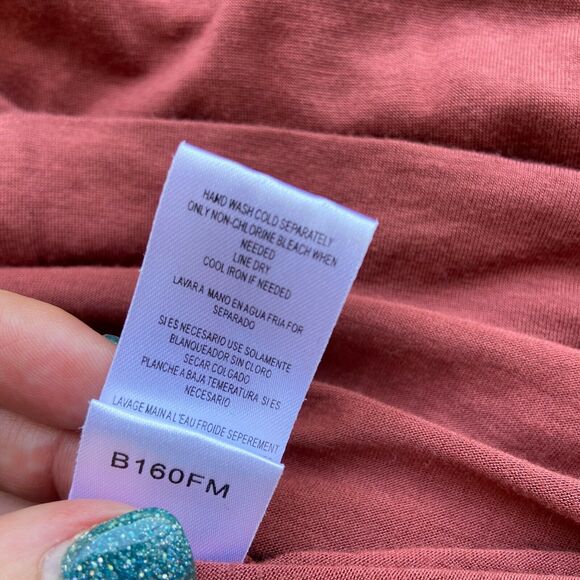 HAND WASH COLD SEPARATELY
ONLY NON-CHLORINE BLEACH WHEN
NEEDED
LINE DRY
COOL IRON IF NEEDED
LAVAR A MANO EN AGUA FRIA FOR
SEPARADO
SI ES NECESARIO USE SOLAMENTE
BLANQUEADOR SIN CLORO
SECAR COLGADO
PLANCHE A BAJA TEMPERATURA SI ES
NECESARIO
LAVAGE MAIN A L'EAU FROIDE SEPEREMENT
B160FM